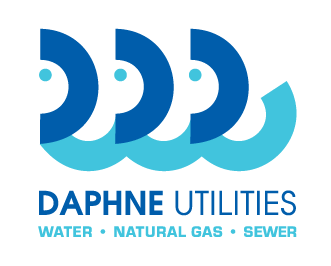 DAPHNE UTILITIES
WATER • NATURAL GAS • SEWER